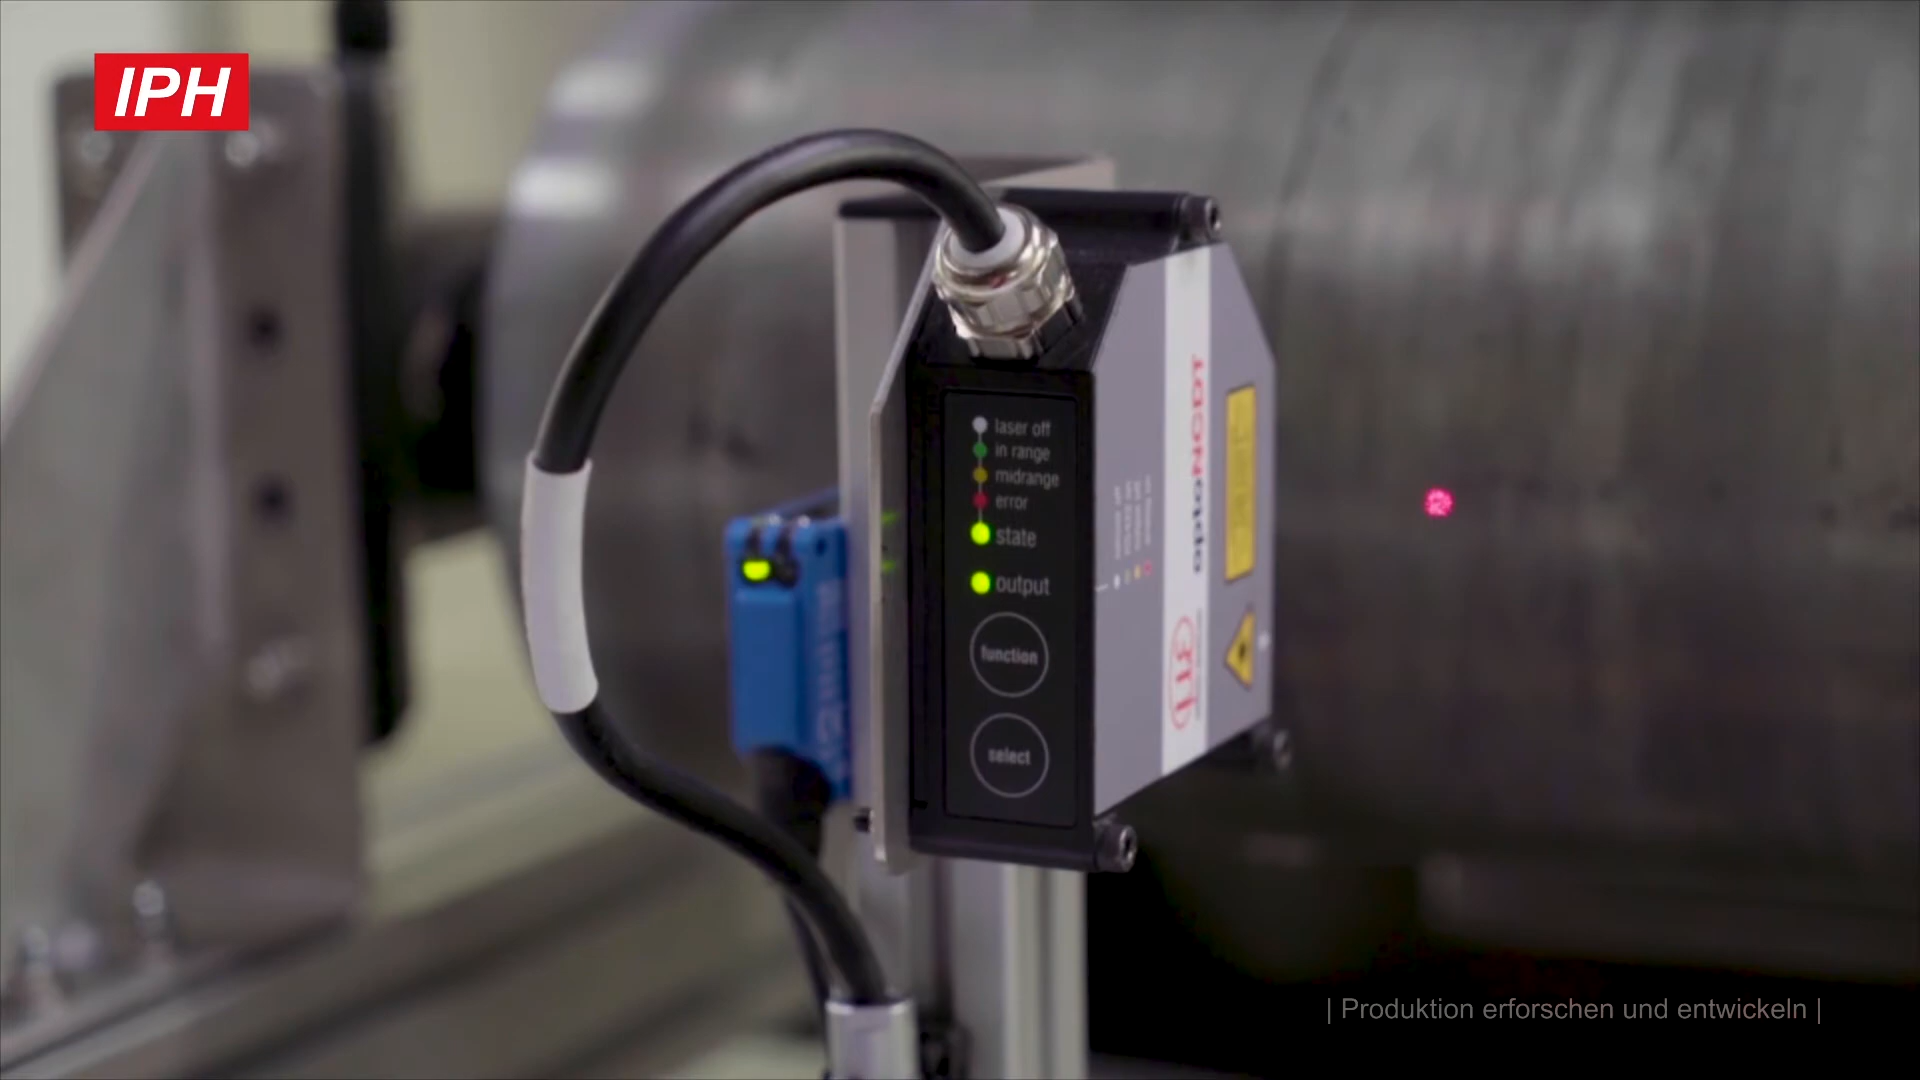 IPH
laser off
in range
midrange
error
state
output
function
select
optoNCDT
| Produktion erforschen und entwickeln |